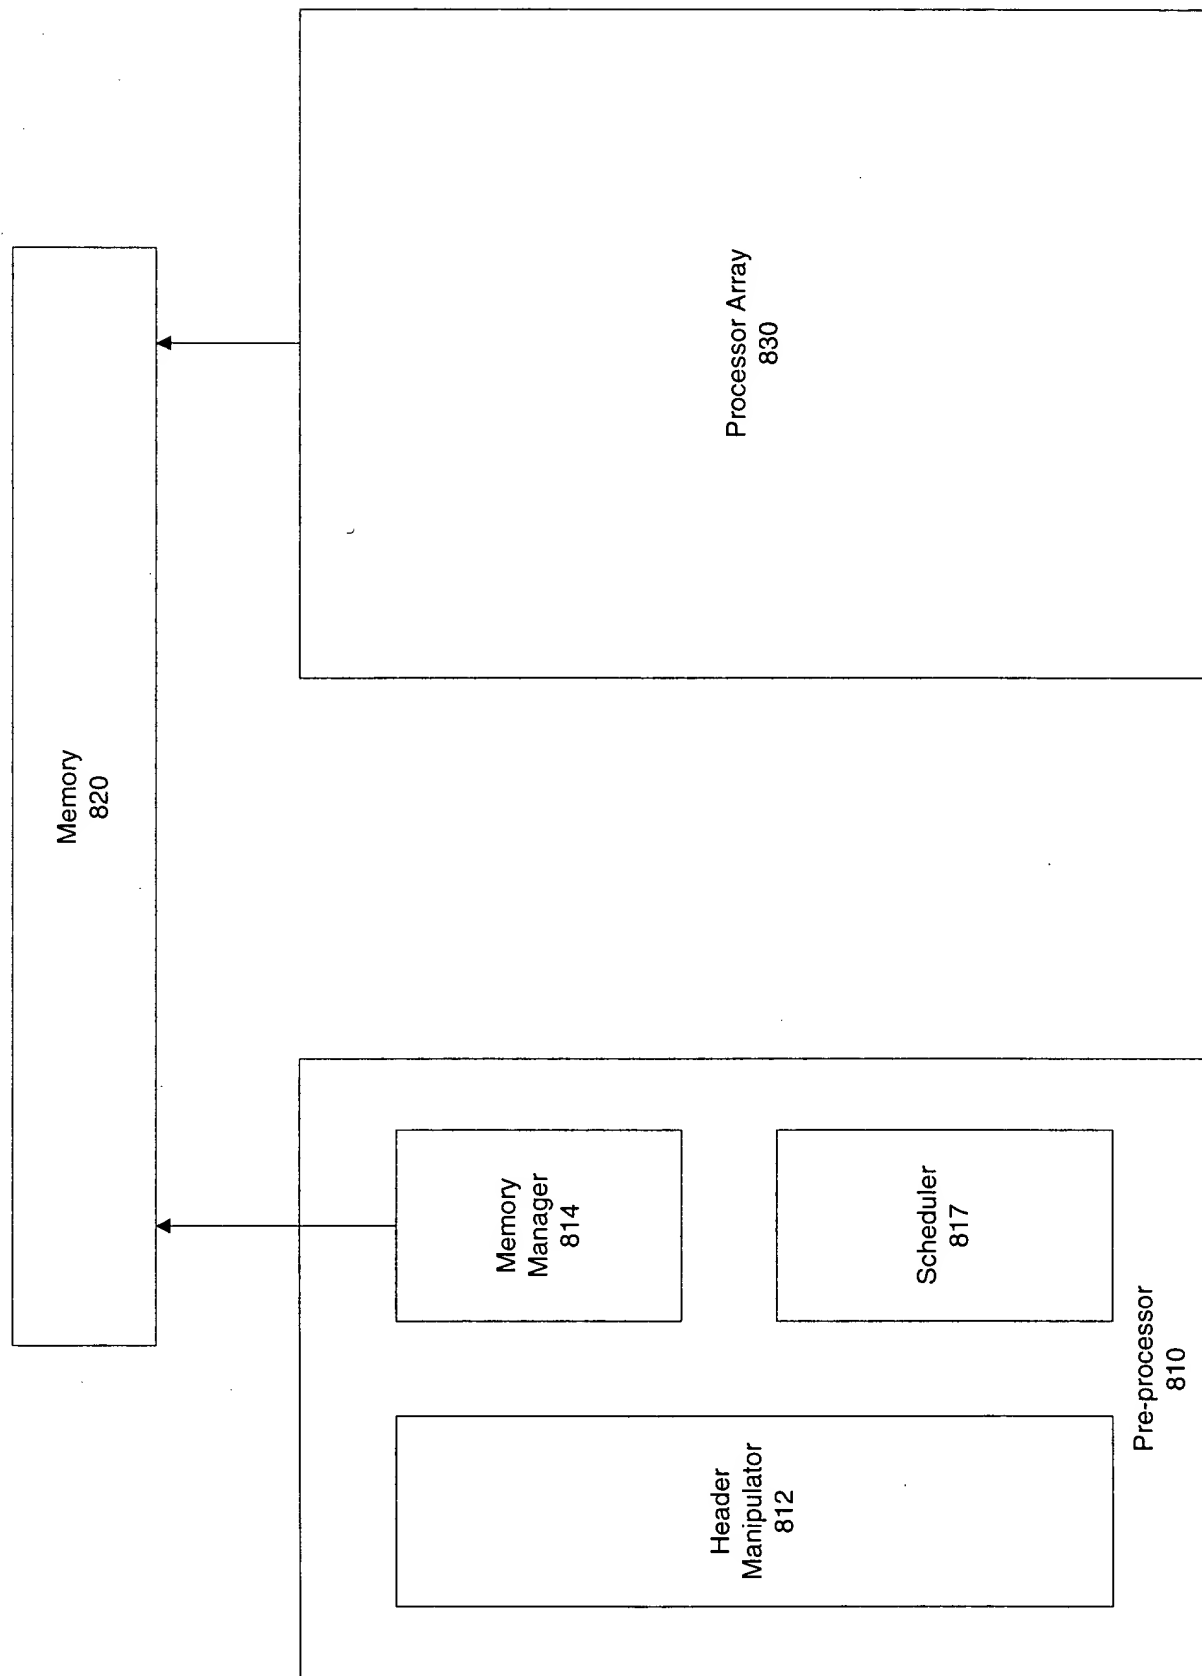 Memory
820
Header
Manipulator
812
Memory
Manager
814
Scheduler
817
Pre-processor
810
Processor Array
830